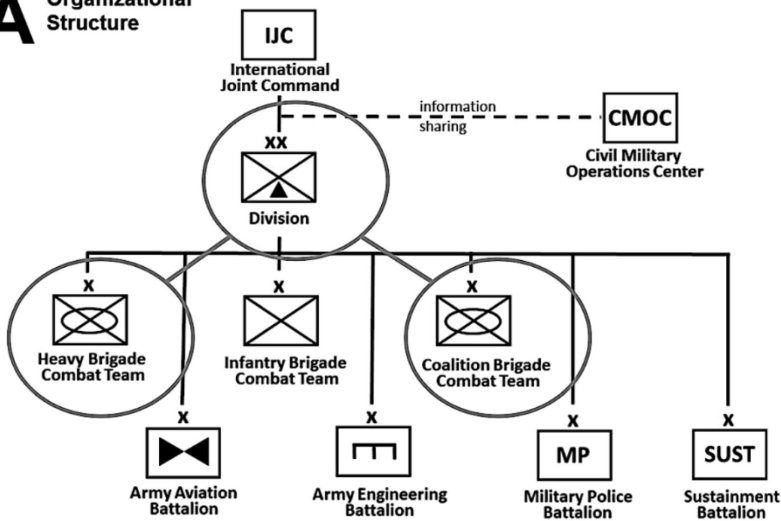 A Organizational
Structure
IJC
International
Joint Command
information
sharing
CMOC
Civil Military
Operations Center
XX
Division
X
Heavy Brigade
Combat Team
X
Infantry Brigade
Combat Team
X
Coalition Brigade
Combat Team
X
Army Aviation
Battalion
X
Army Engineering
Battalion
X
MP
Military Police
Battalion
X
SUST
Sustainment
Battalion